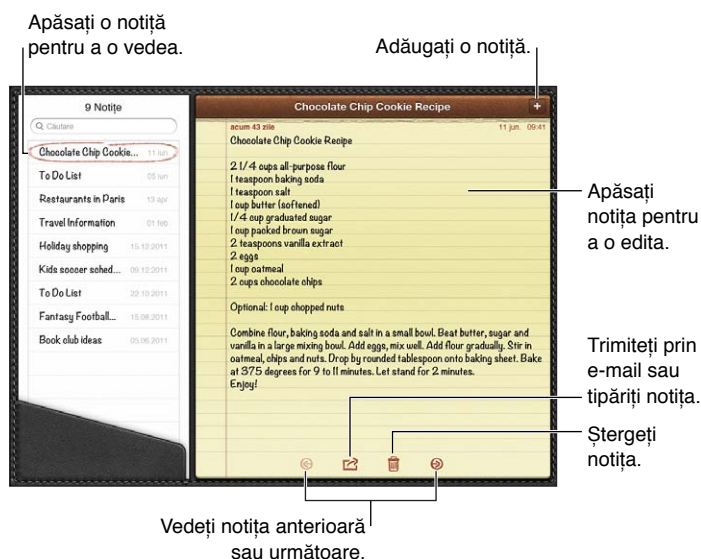 Apăsați o notiță
pentru a o vedea.
Adăugați o notiță.
9 Notițe
Căutare
Chocolate Chip Cookie... 11 iun.
To Do List 05 iun.
Restaurants in Paris 13 apr.
Travel Information 01 feb.
Holiday shopping 15.12.2011
Kids soccer sched... 09.12.2011
To Do List 22.10.2011
Fantasy Football... 15.08.2011
Book club ideas 05.06.2011
Chocolate Chip Cookie Recipe
+
acum 43 zile 11 jun. 09:41
Chocolate Chip Cookie Recipe
2 1/4 cups all-purpose flour
1 teaspoon baking soda
1 teaspoon salt
1 cup butter (softened)
1/4 cup graduated sugar
1 cup packed brown sugar
2 teaspoons vanilla extract
2 eggs
1 cup oatmeal
2 cups chocolate chips
Optional: 1 cup chopped nuts
Combine flour, baking soda and salt in a small bowl. Beat butter, sugar and
vanilla in a large mixing bowl. Add eggs, mix well. Add flour gradually. Stir in
oatmeal, chips and nuts. Drop by rounded tablespoon onto baking sheet. Bake
at 375 degrees for 9 to 11 minutes. Let stand for 2 minutes.
Enjoy!
Apăsați
notița pentru
a o edita.
Trimiteți prin
e-mail sau
tipăriți notița.
Ștergeți
notița.
Vedeți notița anterioară
sau următoare.